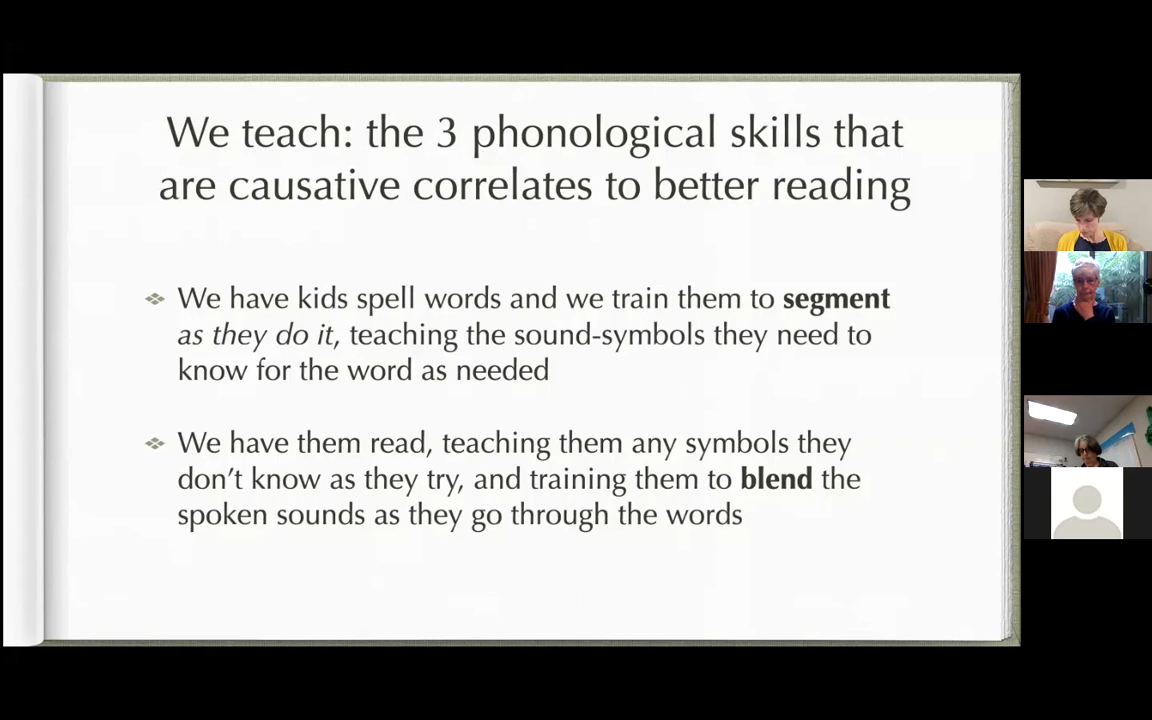 We teach: the 3 phonological skills that
are causative correlates to better reading
We have kids spell words and we train them to segment
as they do it, teaching the sound-symbols they need to
know for the word as needed
We have them read, teaching them any symbols they
don't know as they try, and training them to blend the
spoken sounds as they go through the words